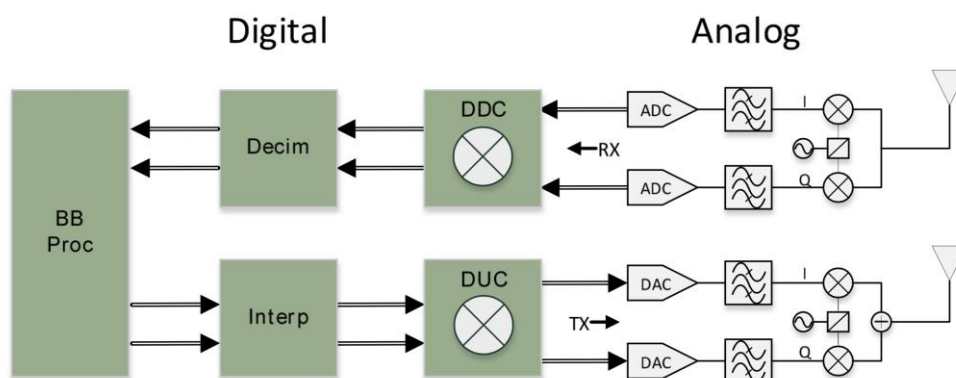 Digital
Analog
DDC
ADC
I
Decim
RX
ADC
Q
BB
Proc
DUC
DAC
I
Interp
TX
DAC
Q